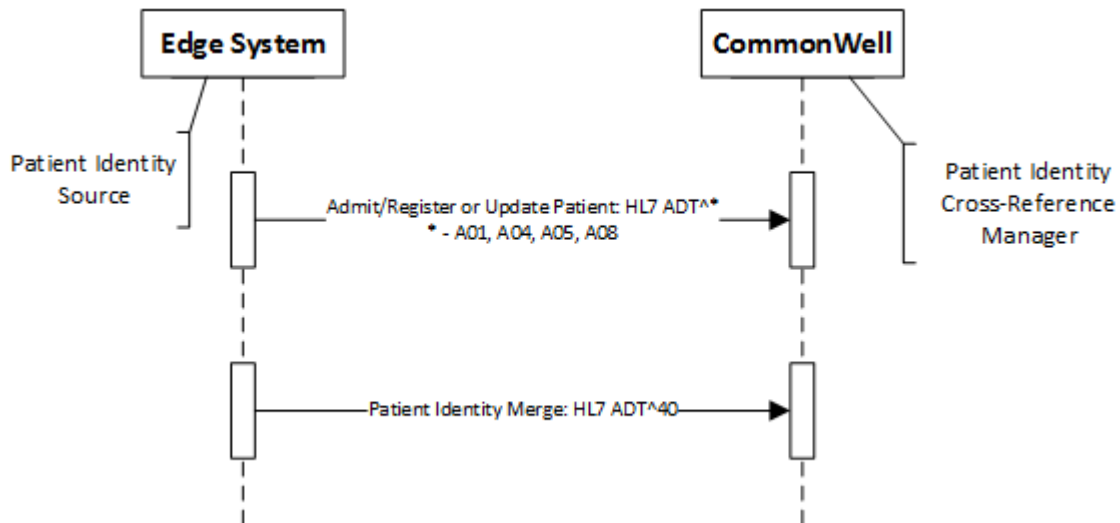 Edge System
CommonWell
Patient Identity
Source
Patient Identity
Cross-Reference
Manager
Admit/Register or Update Patient: HL7 ADT^*
* - A01, A04, A05, A08
Patient Identity Merge: HL7 ADT^40